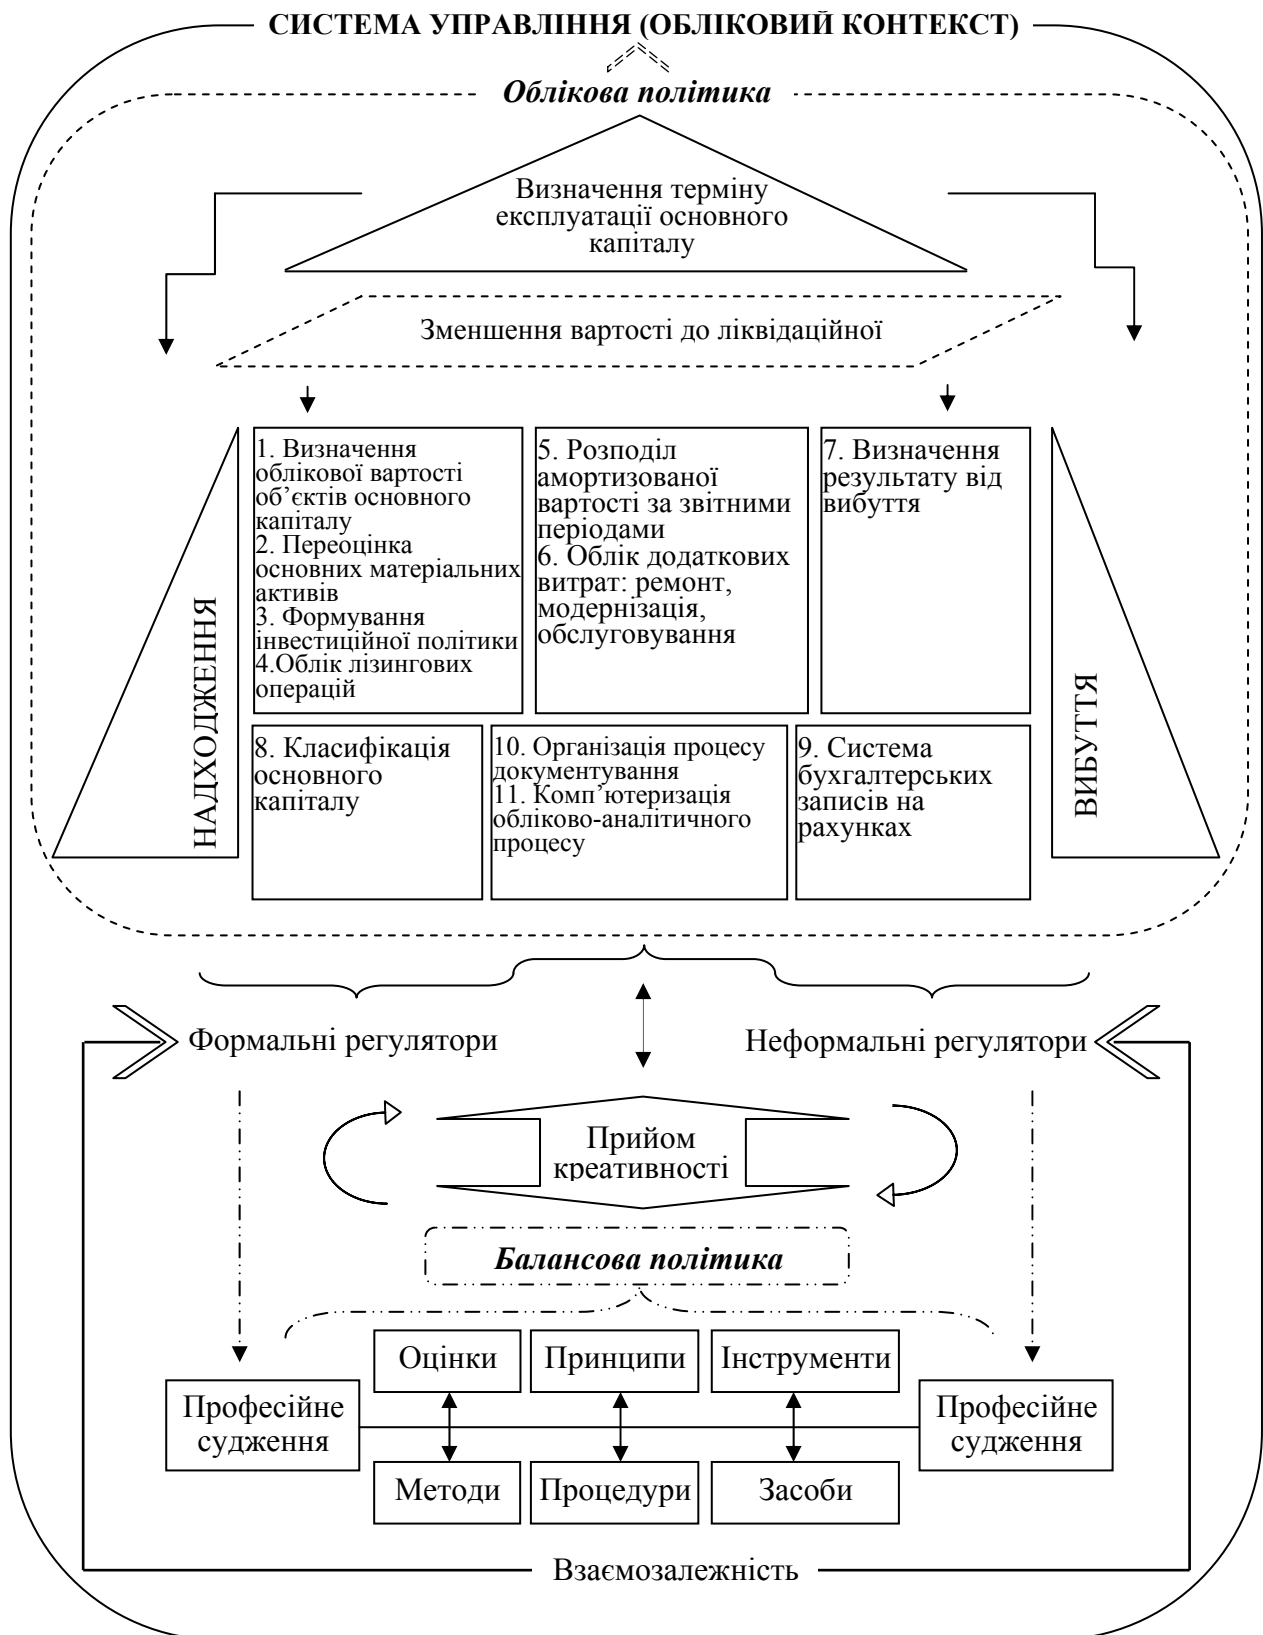 СИСТЕМА УПРАВЛІННЯ (ОБЛІКОВИЙ КОНТЕКСТ)
Облікова політика
Визначення терміну
експлуатації основного
капіталу
Зменшення вартості до ліквідаційної
НАДХОДЖЕННЯ
1. Визначення
облікової вартості
об’єктів основного
капіталу
2. Переоцінка
основних матеріальних
активів
3. Формування
інвестиційної політики
4.Облік лізингових
операцій
5. Розподіл
амортизованої
вартості за звітними
періодами
6. Облік додаткових
витрат: ремонт,
модернізація,
обслуговування
7. Визначення
результату від
вибуття
ВИБУТТЯ
8. Класифікація
основного
капіталу
10. Організація процесу
документування
11. Комп’ютеризація
обліково-аналітичного
процесу
9. Система
бухгалтерських
записів на
рахунках
Формальні регулятори
Неформальні регулятори
Прийом
креативності
Балансова політика
Оцінки
Принципи
Інструменти
Професійне
судження
Професійне
судження
Методи
Процедури
Засоби
Взаємозалежність